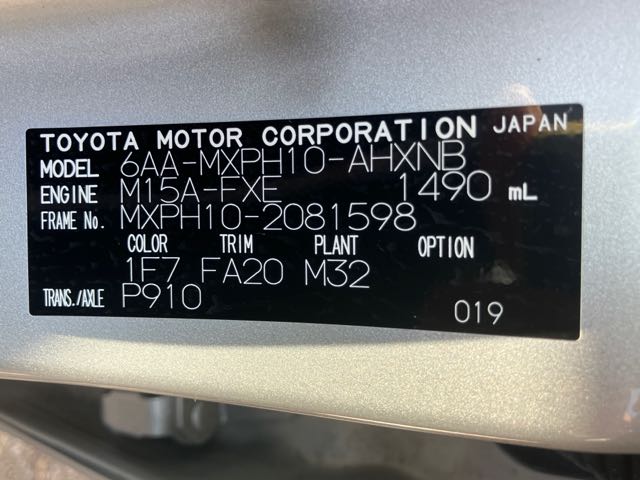 TOYOTA MOTOR CORPORATION JAPAN
MODEL 6AA-MXPH10-AHXNB
ENGINE M15A-FXE 1490 mL
FRAME No. MXPH10-2081598
COLOR TRIM PLANT OPTION
1F7 FA20 M32
TRANS./AXLE P910
019